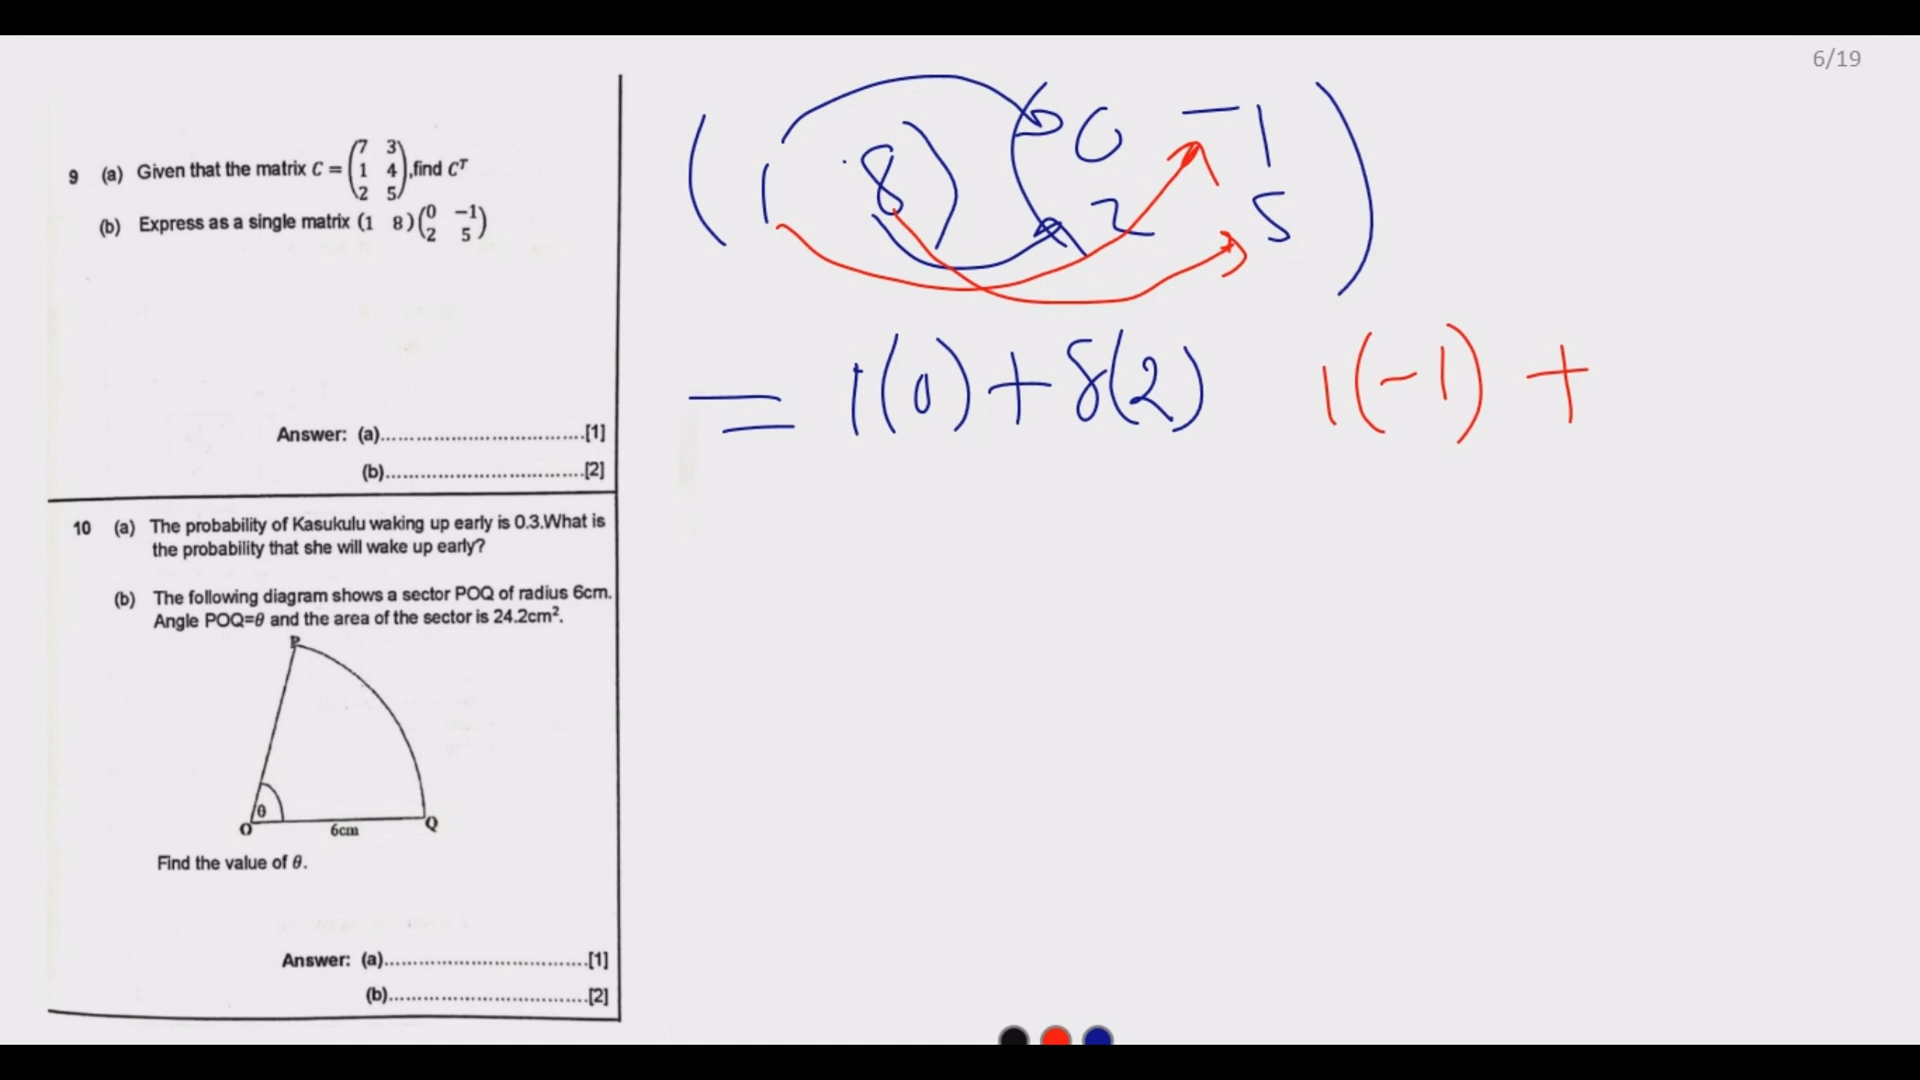 6/19
9 (a) Given that the matrix C = (7 3
1 4
2 5) ,find Cᵀ
(b) Express as a single matrix (1 8) (0 −1
2 5)
Answer: (a)..................................[1]
(b)..................................[2]
10 (a) The probability of Kasukulu waking up early is 0.3.What is
the probability that she will wake up early?
(b) The following diagram shows a sector POQ of radius 6cm.
Angle POQ=θ and the area of the sector is 24.2cm².
P
θ
O 6cm Q
Find the value of θ.
Answer: (a)..................................[1]
(b)..................................[2]
(1 8) (0 −1
2 5)
= 1(0) + 8(2) 1(-1) +